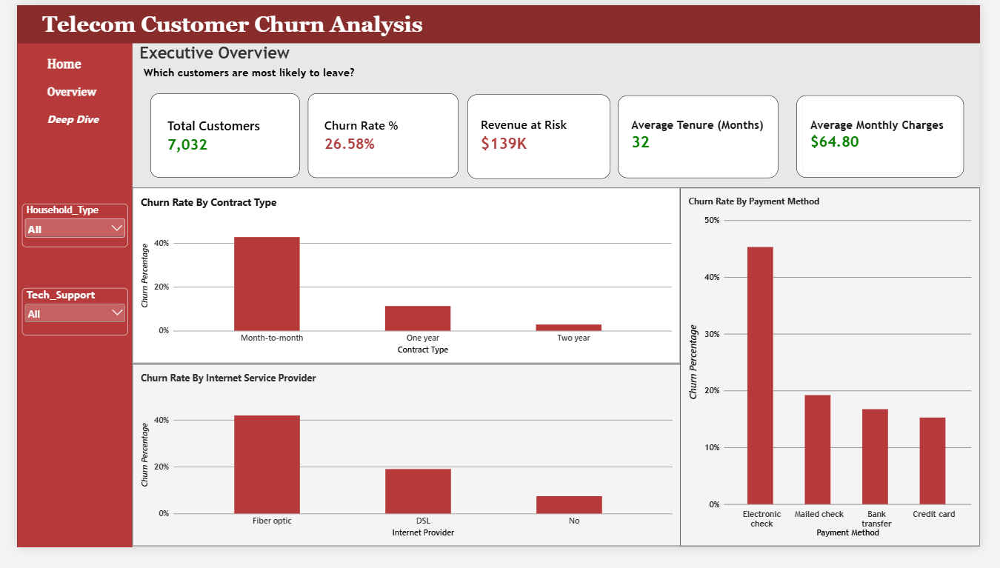 Telecom Customer Churn Analysis
Home
Overview
Deep Dive
Household_Type
All
Tech_Support
All
Executive Overview
Which customers are most likely to leave?
Total Customers
7,032
Churn Rate %
26.58%
Revenue at Risk
$139K
Average Tenure (Months)
32
Average Monthly Charges
$64.80
Churn Rate By Contract Type
Churn Percentage
40%
20%
0%
Month-to-month
One year
Two year
Contract Type
Churn Rate By Internet Service Provider
Churn Percentage
40%
20%
0%
Fiber optic
DSL
No
Internet Provider
Churn Rate By Payment Method
Churn Percentage
50%
40%
30%
20%
10%
0%
Electronic
check
Mailed check
Bank
transfer
Credit card
Payment Method